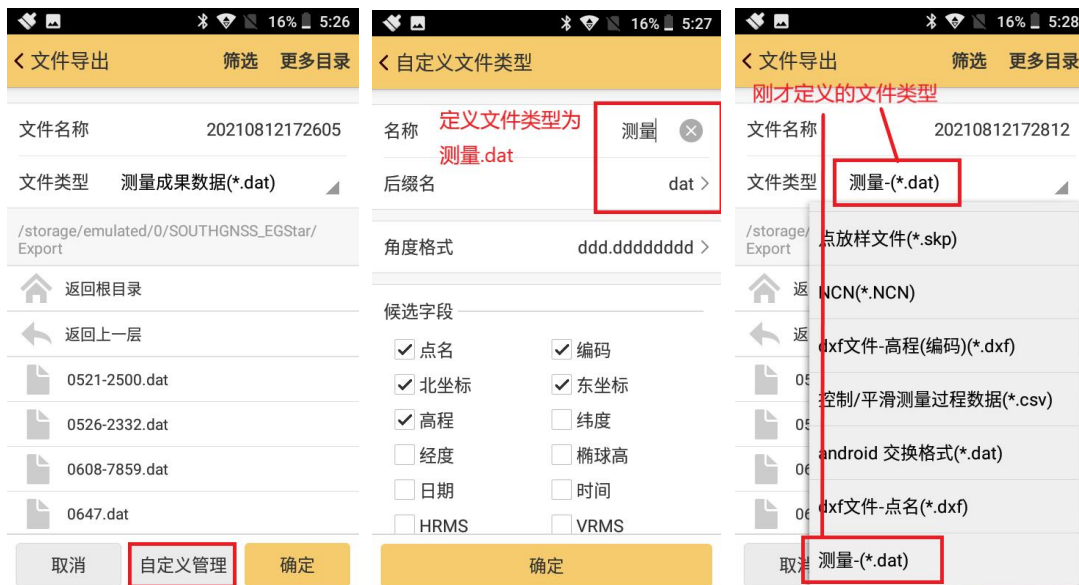 16% 5:26
文件导出 筛选 更多目录
文件名称 20210812172605
文件类型 测量成果数据(*.dat)
/storage/emulated/0/SOUTHGNSS_EGStar/
Export
返回根目录
返回上一层
0521-2500.dat
0526-2332.dat
0608-7859.dat
0647.dat
取消 自定义管理 确定
16% 5:27
自定义文件类型
名称 定义文件类型为 测量
测量.dat
后缀名 dat
角度格式 ddd.dddddddd
候选字段
点名 编码
北坐标 东坐标
高程 纬度
经度 椭球高
日期 时间
HRMS VRMS
确定
16% 5:28
文件导出 筛选 更多目录
刚才定义的文件类型
文件名称 20210812172812
文件类型 测量-(*.dat)
/storage/
Export
点放样文件(*.skp)
返
NCN(*.NCN)
返
dxf文件-高程(编码)(*.dxf)
05
控制/平滑测量过程数据(*.csv)
05
android 交换格式(*.dat)
06
dxf文件-点名(*.dxf)
06
取 测量-(*.dat)